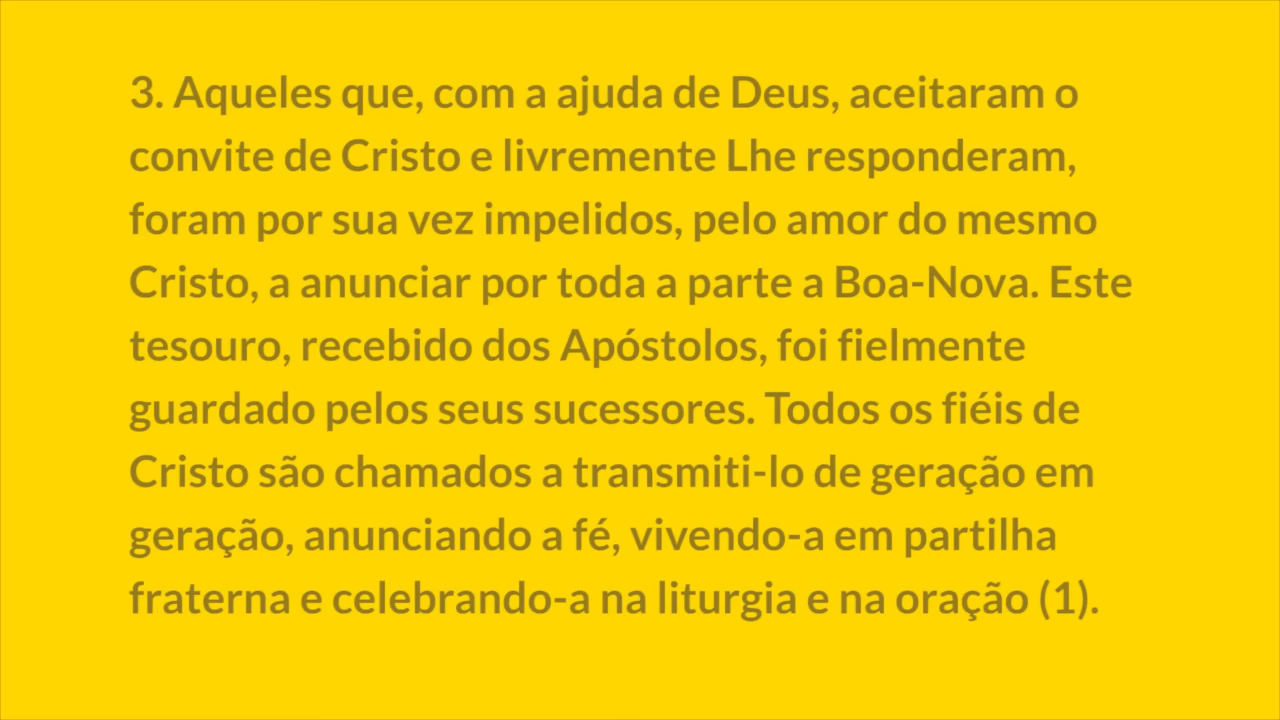 3. Aqueles que, com a ajuda de Deus, aceitaram o
convite de Cristo e livremente Lhe responderam,
foram por sua vez impelidos, pelo amor do mesmo
Cristo, a anunciar por toda a parte a Boa-Nova. Este
tesouro, recebido dos Apóstolos, foi fielmente
guardado pelos seus sucessores. Todos os fiéis de
Cristo são chamados a transmiti-lo de geração em
geração, anunciando a fé, vivendo-a em partilha
fraterna e celebrando-a na liturgia e na oração (1).